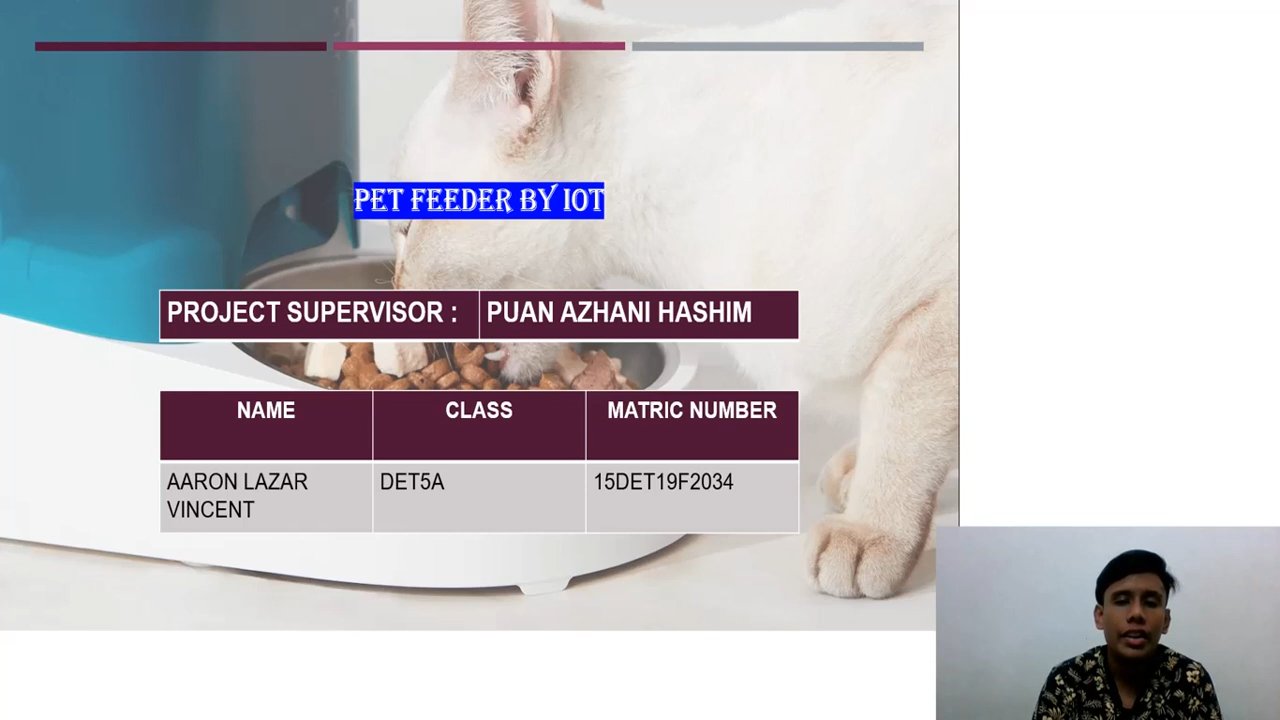 PET FEEDER BY IOT
PROJECT SUPERVISOR : PUAN AZHANI HASHIM
NAME CLASS MATRIC NUMBER
AARON LAZAR VINCENT DET5A 15DET19F2034